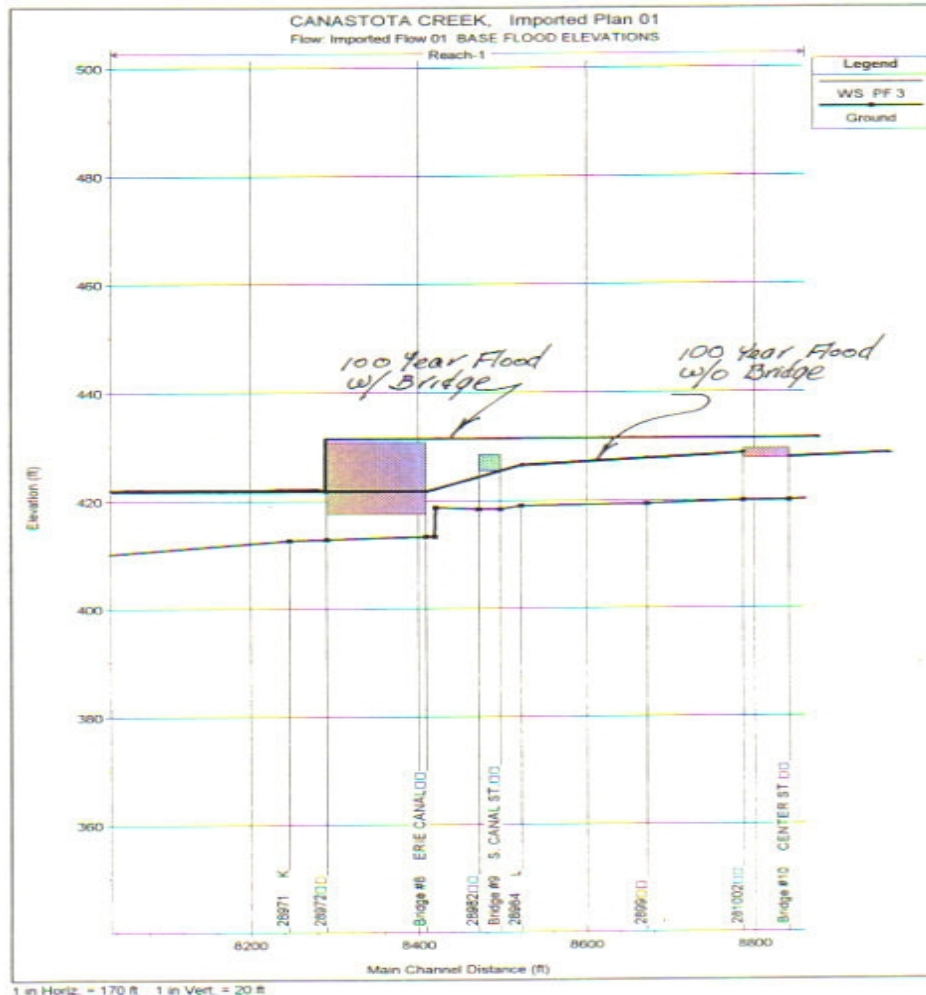 CANASTOTA CREEK, Imported Plan 01
Flow: Imported Flow 01 BASE FLOOD ELEVATIONS
Reach-1
Legend
WS PF 3
Ground
500
480
460
440
420
400
380
360
Elevation (ft)
100 Year Flood
w/ Bridge
100 Year Flood
w/o Bridge
28971 K
28972
Bridge #8 ERIE CANAL
28982
Bridge #9 S. CANAL ST.
28984 L
2899
281002
Bridge #10 CENTER ST
8200
8400
8600
8800
Main Channel Distance (ft)
1 in Horiz. = 170 ft 1 in Vert. = 20 ft